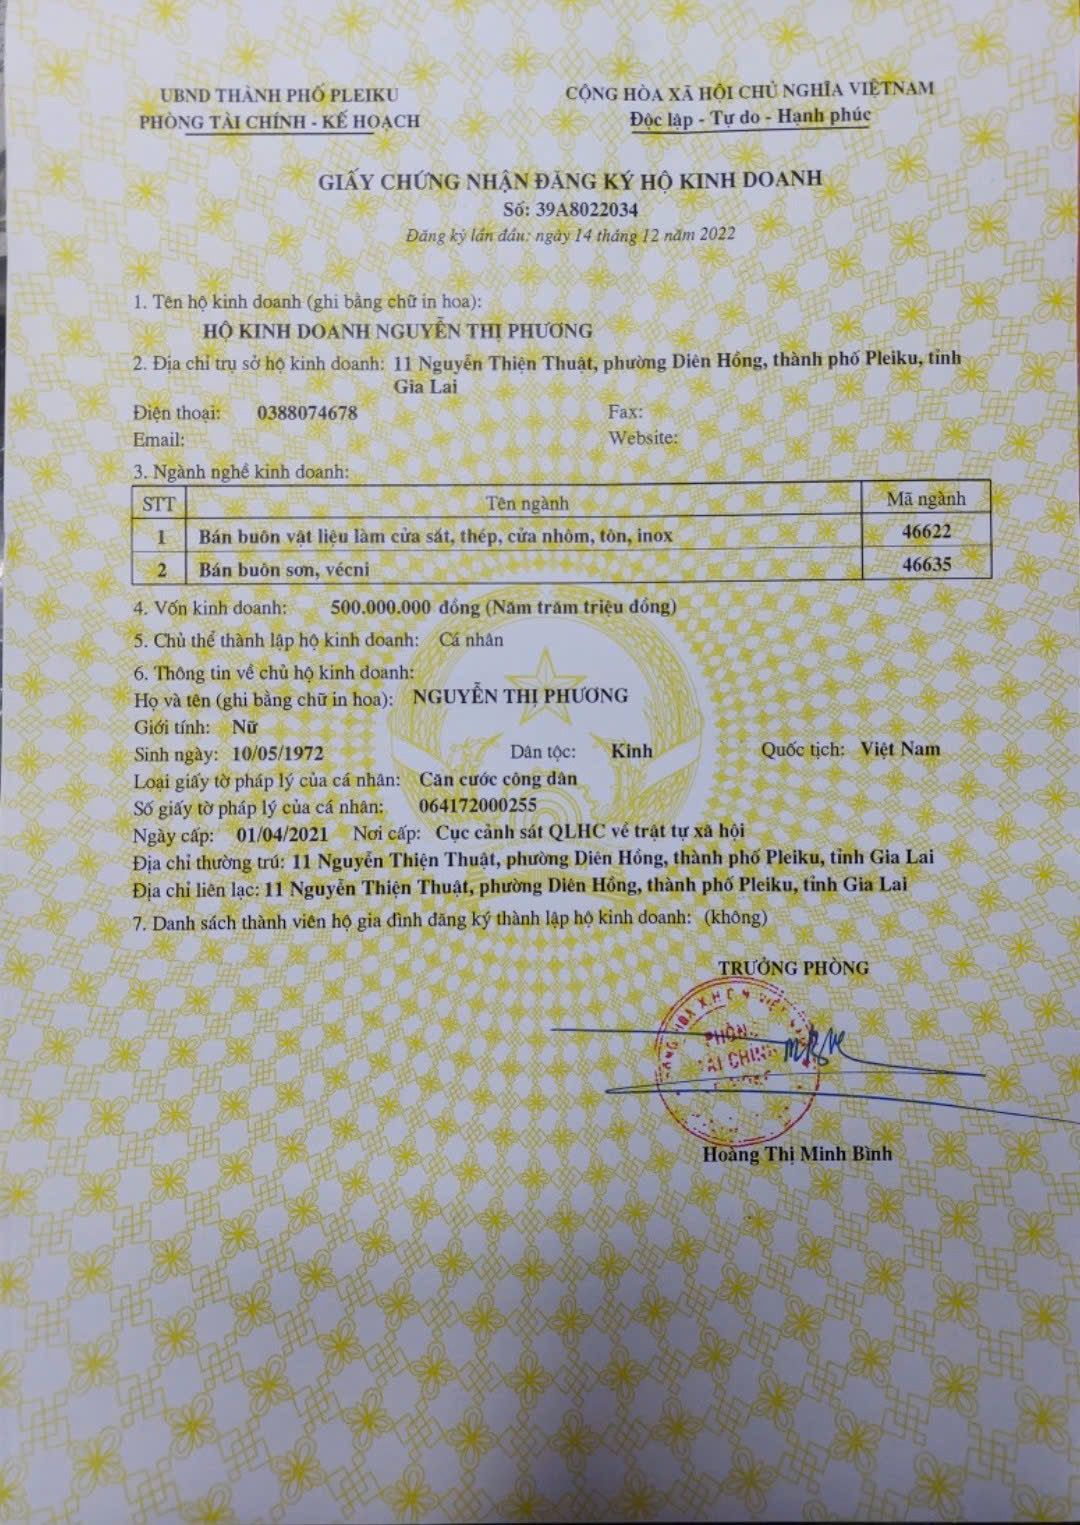 UBND THÀNH PHỐ PLEIKU
PHÒNG TÀI CHÍNH - KẾ HOẠCH
CỘNG HÒA XÃ HỘI CHỦ NGHĨA VIỆTNAM
Độc lập - Tự do - Hạnh phúc
GIẤY CHỨNG NHẬN ĐĂNG KÝ HỘ KINH DOANH
Số: 39A8022034
Đăng ký lần đầu: ngày 14 tháng 12 năm 2022
1. Tên hộ kinh doanh (ghi bằng chữ in hoa):
HỘ KINH DOANH NGUYỄN THỊ PHƯƠNG
2. Địa chỉ trụ sở hộ kinh doanh: 11 Nguyễn Thiện Thuật, phường Diên Hồng, thành phố Pleiku, tỉnh
Gia Lai
Điện thoại: 0388074678 Fax:
Email: Website:
3. Ngành nghề kinh doanh:
STT Tên ngành Mã ngành
1 Bán buôn vật liệu làm cửa sắt, thép, cửa nhôm, tôn, inox 46622
2 Bán buôn sơn, vécni 46635
4. Vốn kinh doanh: 500.000.000 đồng (Năm trăm triệu đồng)
5. Chủ thể thành lập hộ kinh doanh: Cá nhân
6. Thông tin về chủ hộ kinh doanh:
Họ và tên (ghi bằng chữ in hoa): NGUYỄN THỊ PHƯƠNG
Giới tính: Nữ
Sinh ngày: 10/05/1972 Dân tộc: Kinh Quốc tịch: Việt Nam
Loại giấy tờ pháp lý của cá nhân: Căn cước công dân
Số giấy tờ pháp lý của cá nhân: 064172000255
Ngày cấp: 01/04/2021 Nơi cấp: Cục cảnh sát QLHC về trật tự xã hội
Địa chỉ thường trú: 11 Nguyễn Thiện Thuật, phường Diên Hồng, thành phố Pleiku, tỉnh Gia Lai
Địa chỉ liên lạc: 11 Nguyễn Thiện Thuật, phường Diên Hồng, thành phố Pleiku, tỉnh Gia Lai
7. Danh sách thành viên hộ gia đình đăng ký thành lập hộ kinh doanh: (không)
TRƯỞNG PHÒNG
Hoàng Thị Minh Bình